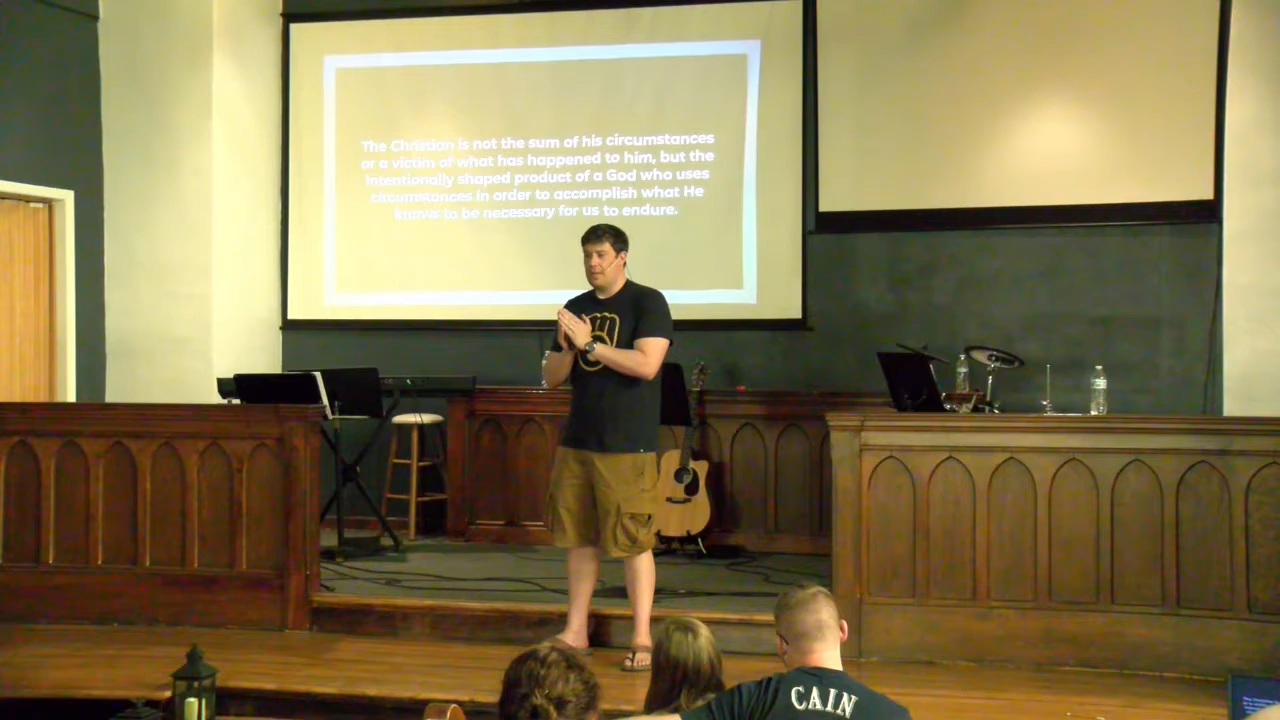 The Christian is not the sum of his circumstances
or a victim of what has happened to him, but the
intentionally shaped product of a God who uses
circumstances in order to accomplish what He
knows to be necessary for us to endure.
CAIN